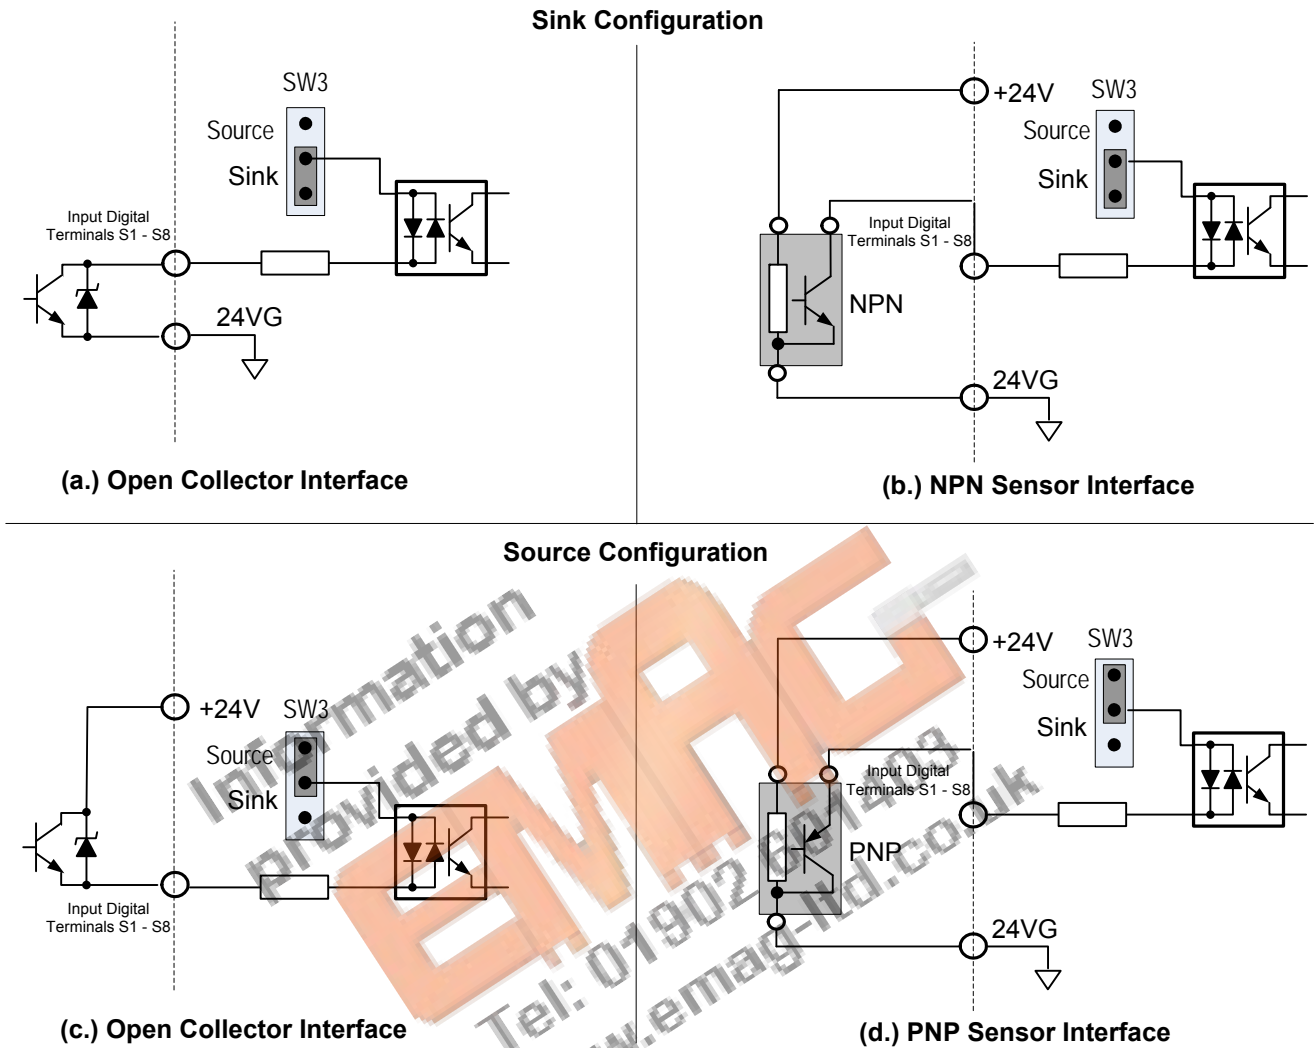 Sink Configuration
SW3
Source
Sink
Input Digital
Terminals S1 - S8
24VG
(a.) Open Collector Interface
+24V
SW3
Source
Sink
Input Digital
Terminals S1 - S8
NPN
24VG
(b.) NPN Sensor Interface
Source Configuration
+24V
SW3
Source
Sink
Input Digital
Terminals S1 - S8
(c.) Open Collector Interface
+24V
SW3
Source
Sink
Input Digital
Terminals S1 - S8
PNP
24VG
(d.) PNP Sensor Interface
Information
provided by
EMAG
Tel: 01902 601403
www.emag-ltd.co.uk